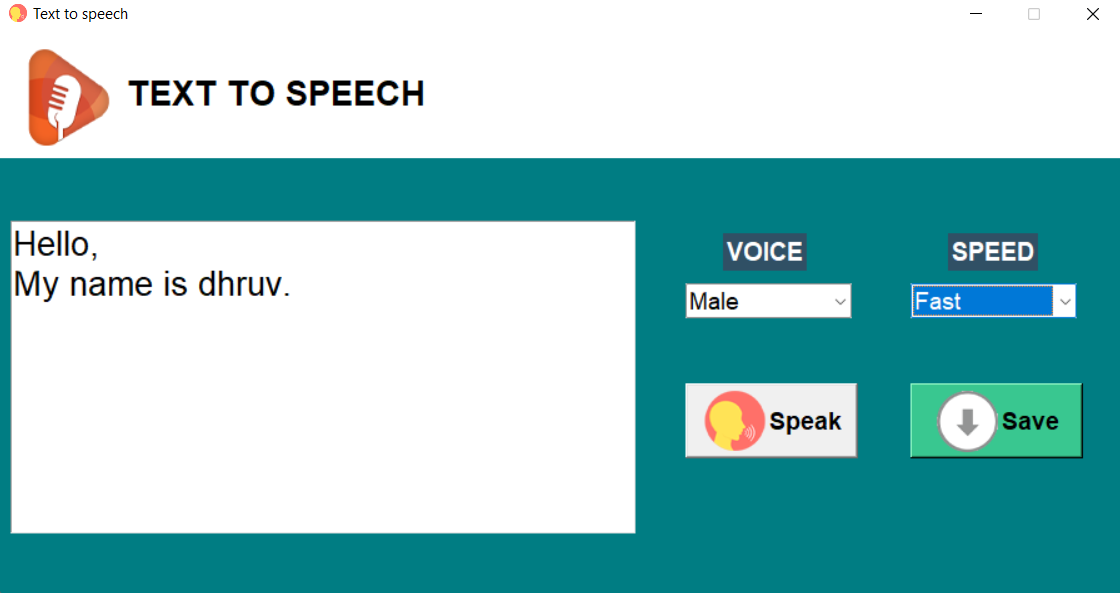 Text to speech
TEXT TO SPEECH
Hello,
My name is dhruv.
VOICE
SPEED
Male
Fast
Speak
Save